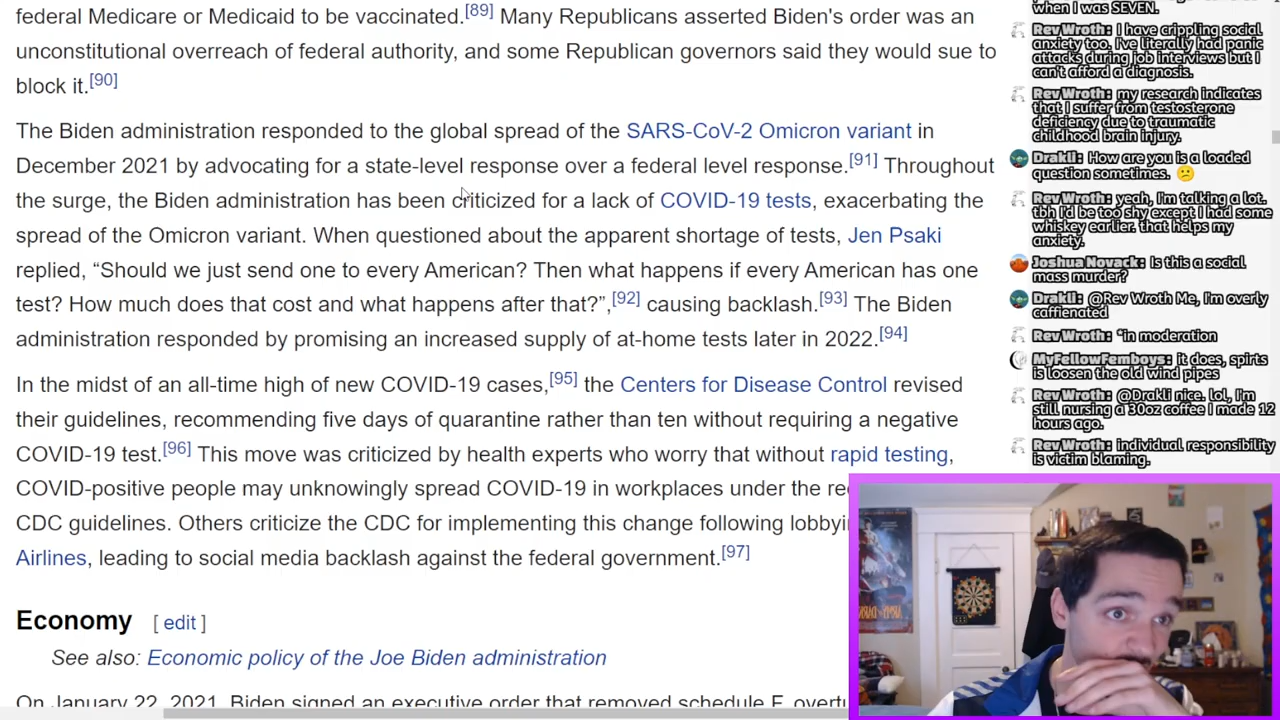 federal Medicare or Medicaid to be vaccinated.[89] Many Republicans asserted Biden's order was an
unconstitutional overreach of federal authority, and some Republican governors said they would sue to
block it.[90]
The Biden administration responded to the global spread of the SARS-CoV-2 Omicron variant in
December 2021 by advocating for a state-level response over a federal level response.[91] Throughout
the surge, the Biden administration has been criticized for a lack of COVID-19 tests, exacerbating the
spread of the Omicron variant. When questioned about the apparent shortage of tests, Jen Psaki
replied, “Should we just send one to every American? Then what happens if every American has one
test? How much does that cost and what happens after that?”,[92] causing backlash.[93] The Biden
administration responded by promising an increased supply of at-home tests later in 2022.[94]
In the midst of an all-time high of new COVID-19 cases,[95] the Centers for Disease Control revised
their guidelines, recommending five days of quarantine rather than ten without requiring a negative
COVID-19 test.[96] This move was criticized by health experts who worry that without rapid testing,
COVID-positive people may unknowingly spread COVID-19 in workplaces under the
CDC guidelines. Others criticize the CDC for implementing this change following
Airlines, leading to social media backlash against the federal government.[97]
Economy [ edit ]
See also: Economic policy of the Joe Biden administration
On January 22, 2021, Biden signed an executive order that removed schedule F,
when I was SEVEN.
Rev Wroth: I have crippling social
anxiety too. I've literally had panic
attacks during job interviews but I
can't afford a diagnosis.
Rev Wroth: my research indicates
that I suffer from testosterone
deficiency due to traumatic
childhood brain injury.
Drakli: How are you is a loaded
question sometimes. 😕
Rev Wroth: yeah, I'm talking a lot.
tbh I'd be too shy except I had some
whiskey earlier. that helps my
anxiety.
Joshua Novack: Is this a social
mass murder?
Drakli: @Rev Wroth Me, I'm overly
caffienated
Rev Wroth: *in moderation
MyFellowFemboys: it does, spirts
is loosen the old wind pipes
Rev Wroth: @Drakli nice. lol, I'm
still nursing a 30oz coffee I made 12
hours ago.
Rev Wroth: individual responsibility
is victim blaming.